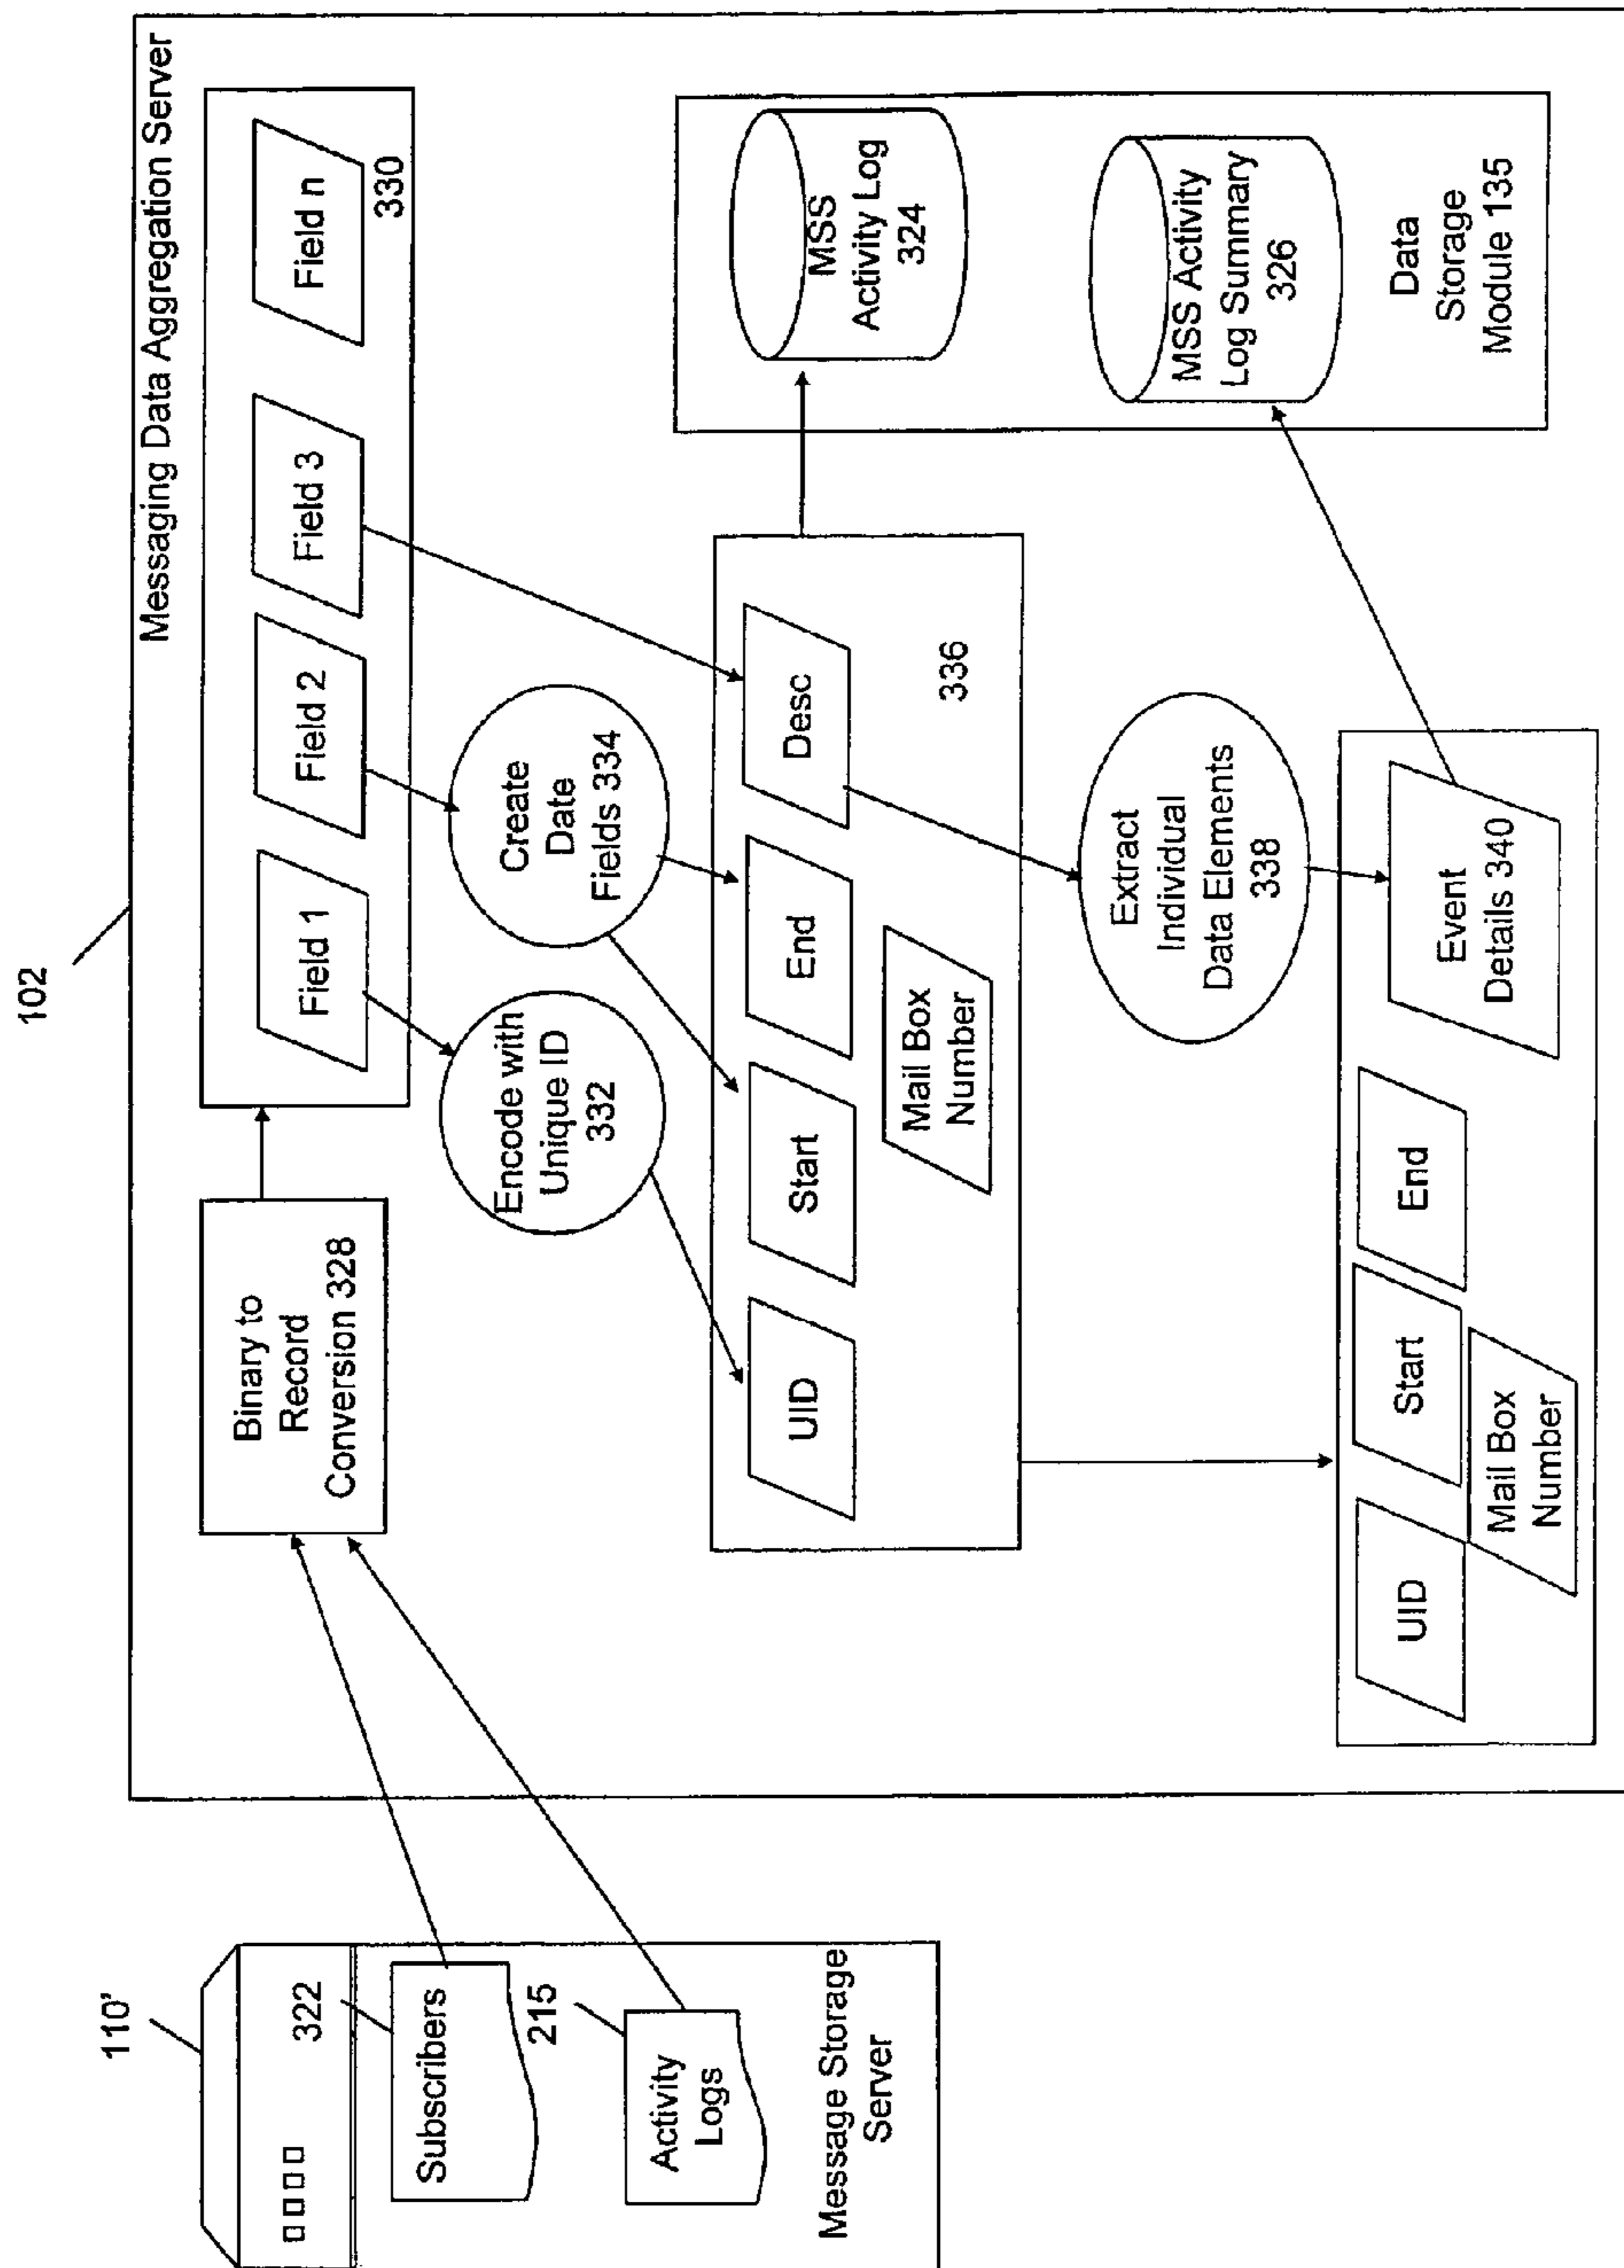 102
Messaging Data Aggregation Server
110'
322
Subscribers
215
Activity
Logs
Message Storage
Server
Binary to
Record
Conversion 328
Field 1
Field 2
Field 3
Field n
330
Encode with
Unique ID
332
Create
Date
Fields 334
UID
Start
End
Desc
Mail Box
Number
336
MSS
Activity Log
324
MSS Activity
Log Summary
326
Data
Storage
Module 135
Extract
Individual
Data Elements
338
UID
Start
End
Event
Details 340
Mail Box
Number